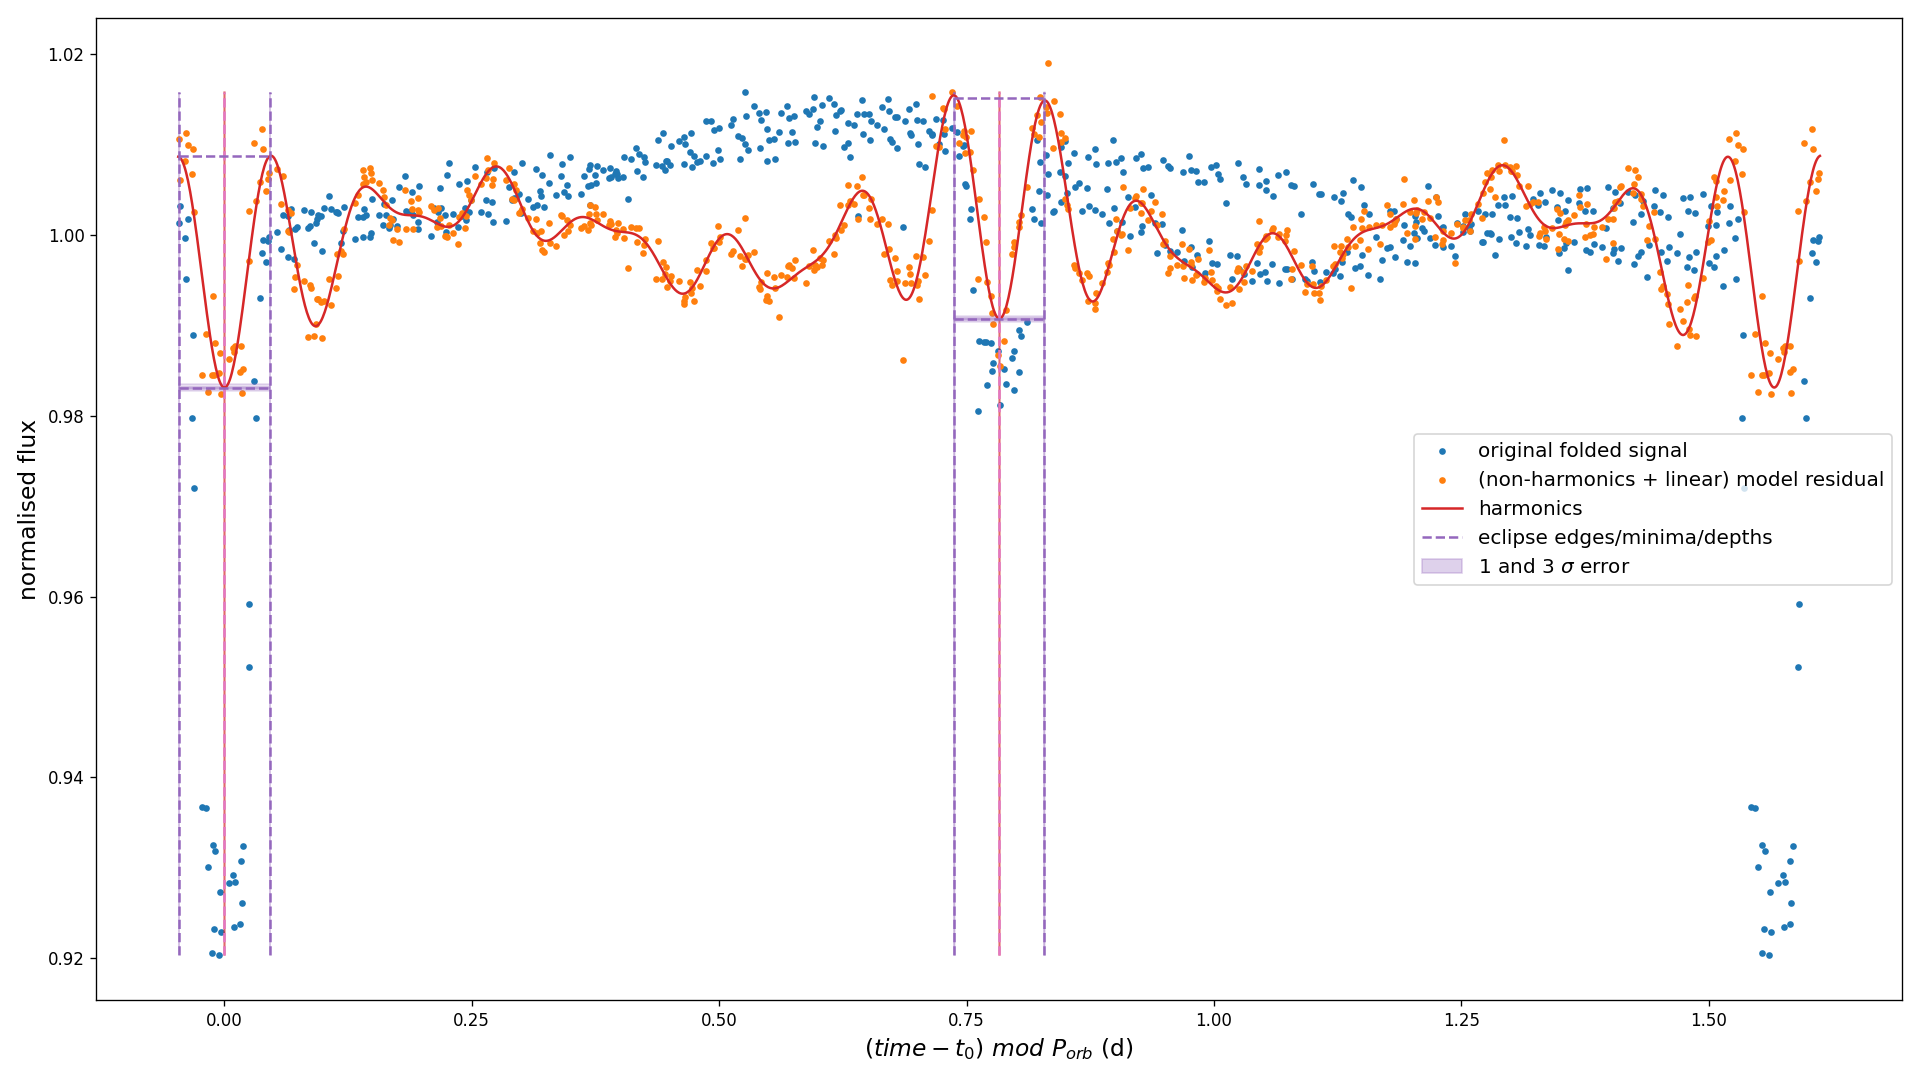 1.02
1.00
0.98
0.96
0.94
0.92
normalised flux
original folded signal
(non-harmonics + linear) model residual
harmonics
eclipse edges/minima/depths
1 and 3 σ error
0.00 0.25 0.50 0.75 1.00 1.25 1.50
(time − t₀) mod Pₒᵣb (d)